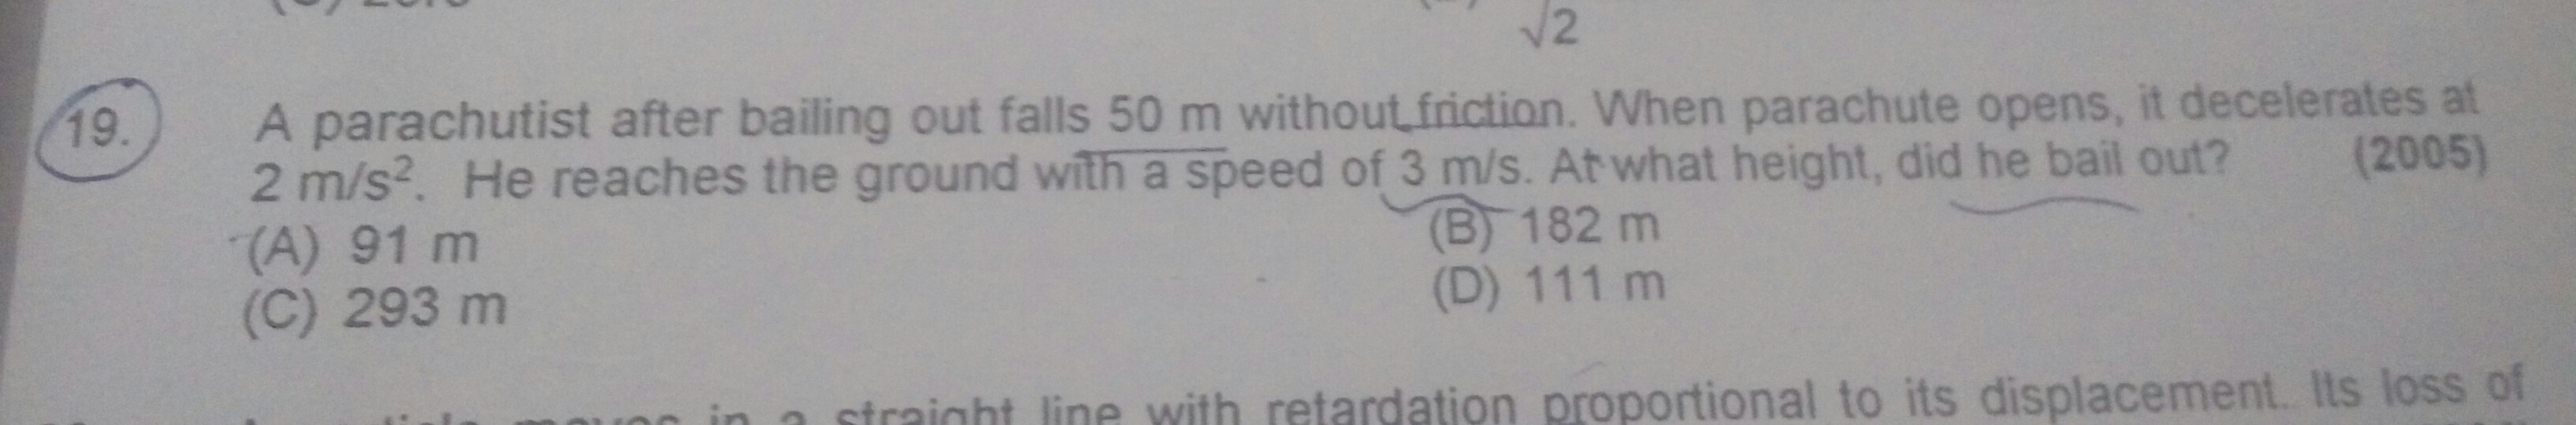 √2
19. A parachutist after bailing out falls 50 m without friction. When parachute opens, it decelerates at
2 m/s². He reaches the ground with a speed of 3 m/s. At what height, did he bail out? (2005)
(A) 91 m (B) 182 m
(C) 293 m (D) 111 m
in a straight line with retardation proportional to its displacement. Its loss of